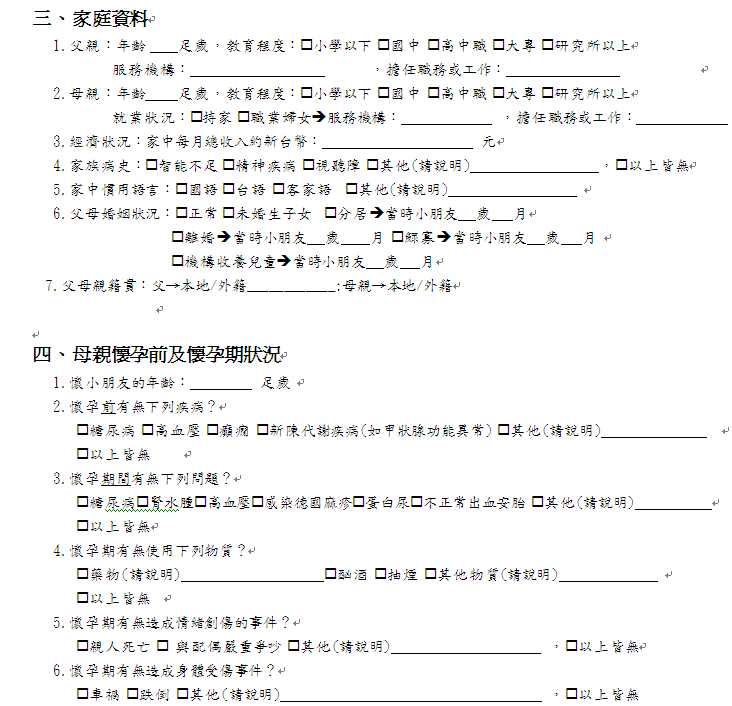 三、家庭資料
1.父親：年齡____足歲，教育程度：□小學以下 □國中 □高中職 □大專 □研究所以上
服務機構：__________________ ，擔任職務或工作：_______________
2.母親：年齡____足歲，教育程度：□小學以下 □國中 □高中職 □大專 □研究所以上
就業狀況：□持家 □職業婦女➔服務機構：____________ ，擔任職務或工作：____________
3.經濟狀況：家中每月總收入約新台幣：____________________ 元
4.家族病史：□智能不足 □精神疾病 □視聽障 □其他(請說明)_________________，□以上皆無
5.家中慣用語言：□國語 □台語 □客家語 □其他(請說明)_________________
6.父母婚姻狀況：□正常 □未婚生子女 □分居➔當時小朋友__歲___月
□離婚➔當時小朋友__歲____月 □鰥寡➔當時小朋友__歲___月
□機構收養兒童➔當時小朋友__歲___月
7.父母親籍貫：父→本地/外籍____________:母親→本地/外籍
四、母親懷孕前及懷孕期狀況
1.懷小朋友的年齡：________ 足歲
2.懷孕前有無下列疾病？
□糖尿病 □高血壓 □癲癇 □新陳代謝疾病(如甲狀腺功能異常) □其他(請說明)______________
□以上皆無
3.懷孕期間有無下列問題？
□糖尿病□腎水腫□高血壓□感染德國麻疹□蛋白尿□不正常出血安胎 □其他(請說明)__________
□以上皆無
4.懷孕期有無使用下列物質？
□藥物(請說明)___________________□酗酒 □抽煙 □其他物質(請說明)_____________
□以上皆無
5.懷孕期有無造成情緒創傷的事件？
□親人死亡 □ 與配偶嚴重爭吵 □其他(請說明)____________________ ，□以上皆無
6.懷孕期有無造成身體受傷事件？
□車禍 □跌倒 □其他(請說明)___________________________________ ，□以上皆無